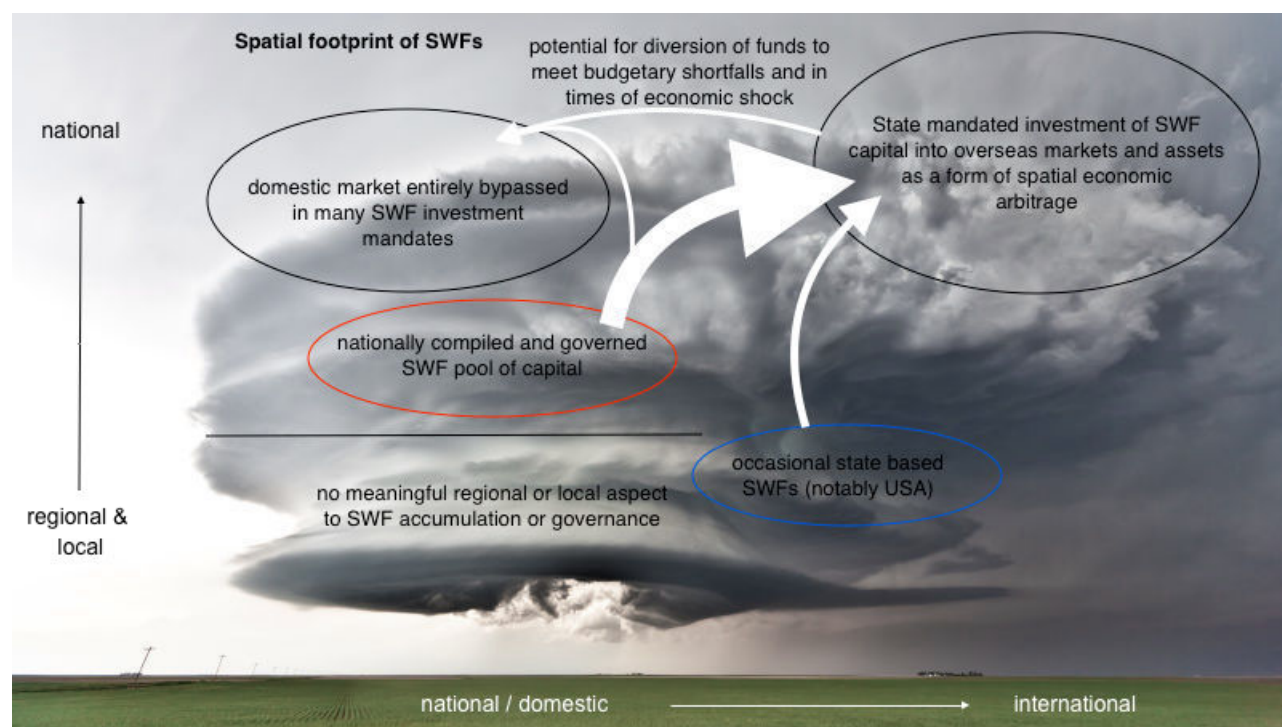 Spatial footprint of SWFs
potential for diversion of funds to
meet budgetary shortfalls and in
times of economic shock
national
State mandated investment of SWF
capital into overseas markets and assets
as a form of spatial economic
arbitrage
domestic market entirely bypassed
in many SWF investment
mandates
nationally compiled and governed
SWF pool of capital
occasional state based
SWFs (notably USA)
no meaningful regional or local aspect
to SWF accumulation or governance
regional &
local
national / domestic
international